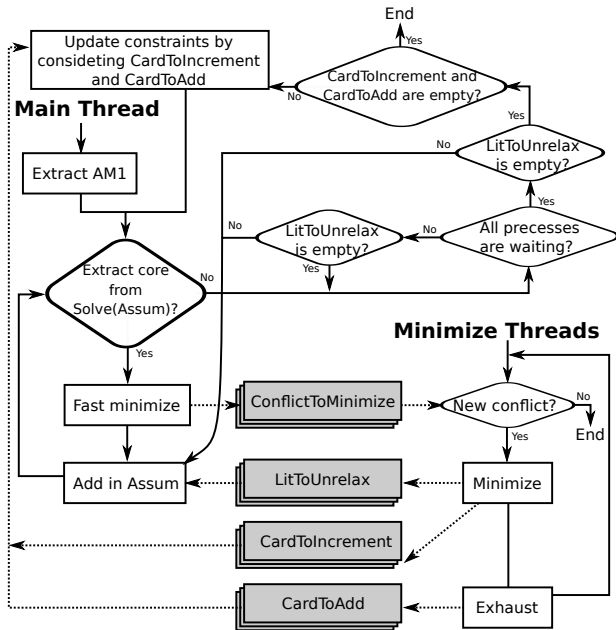 End
Update constraints by
consideting CardToIncrement
and CardToAdd
Yes
CardToIncrement and
CardToAdd are empty?
No
Main Thread
Yes
Extract AM1
No
LitToUnrelax
is empty?
Yes
No
LitToUnrelax
is empty?
No
All precesses
are waiting?
Yes
Extract core
from
Solve(Assum)?
No
Yes
Minimize Threads
Fast minimize
ConflictToMinimize
New conflict?
No
End
Yes
Add in Assum
LitToUnrelax
Minimize
CardToIncrement
CardToAdd
Exhaust